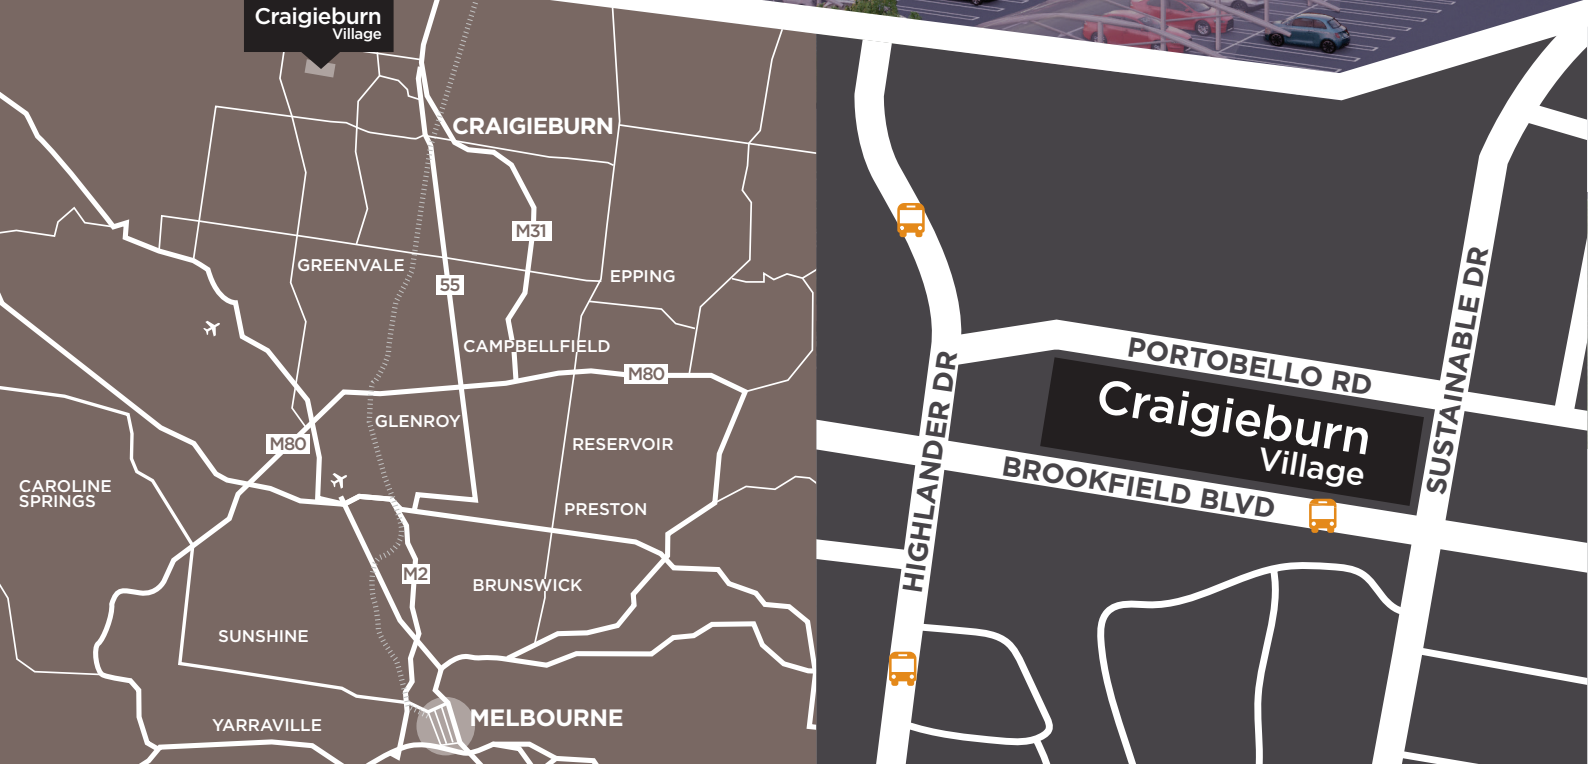 Craigieburn
Village
CRAIGIEBURN
M31
GREENVALE
55
EPPING
CAMPBELLFIELD
M80
GLENROY
M80
RESERVOIR
CAROLINE
SPRINGS
PRESTON
M2
BRUNSWICK
SUNSHINE
YARRAVILLE
MELBOURNE
PORTOBELLO RD
SUSTAINABLE DR
HIGHLANDER DR
Craigieburn
Village
BROOKFIELD BLVD